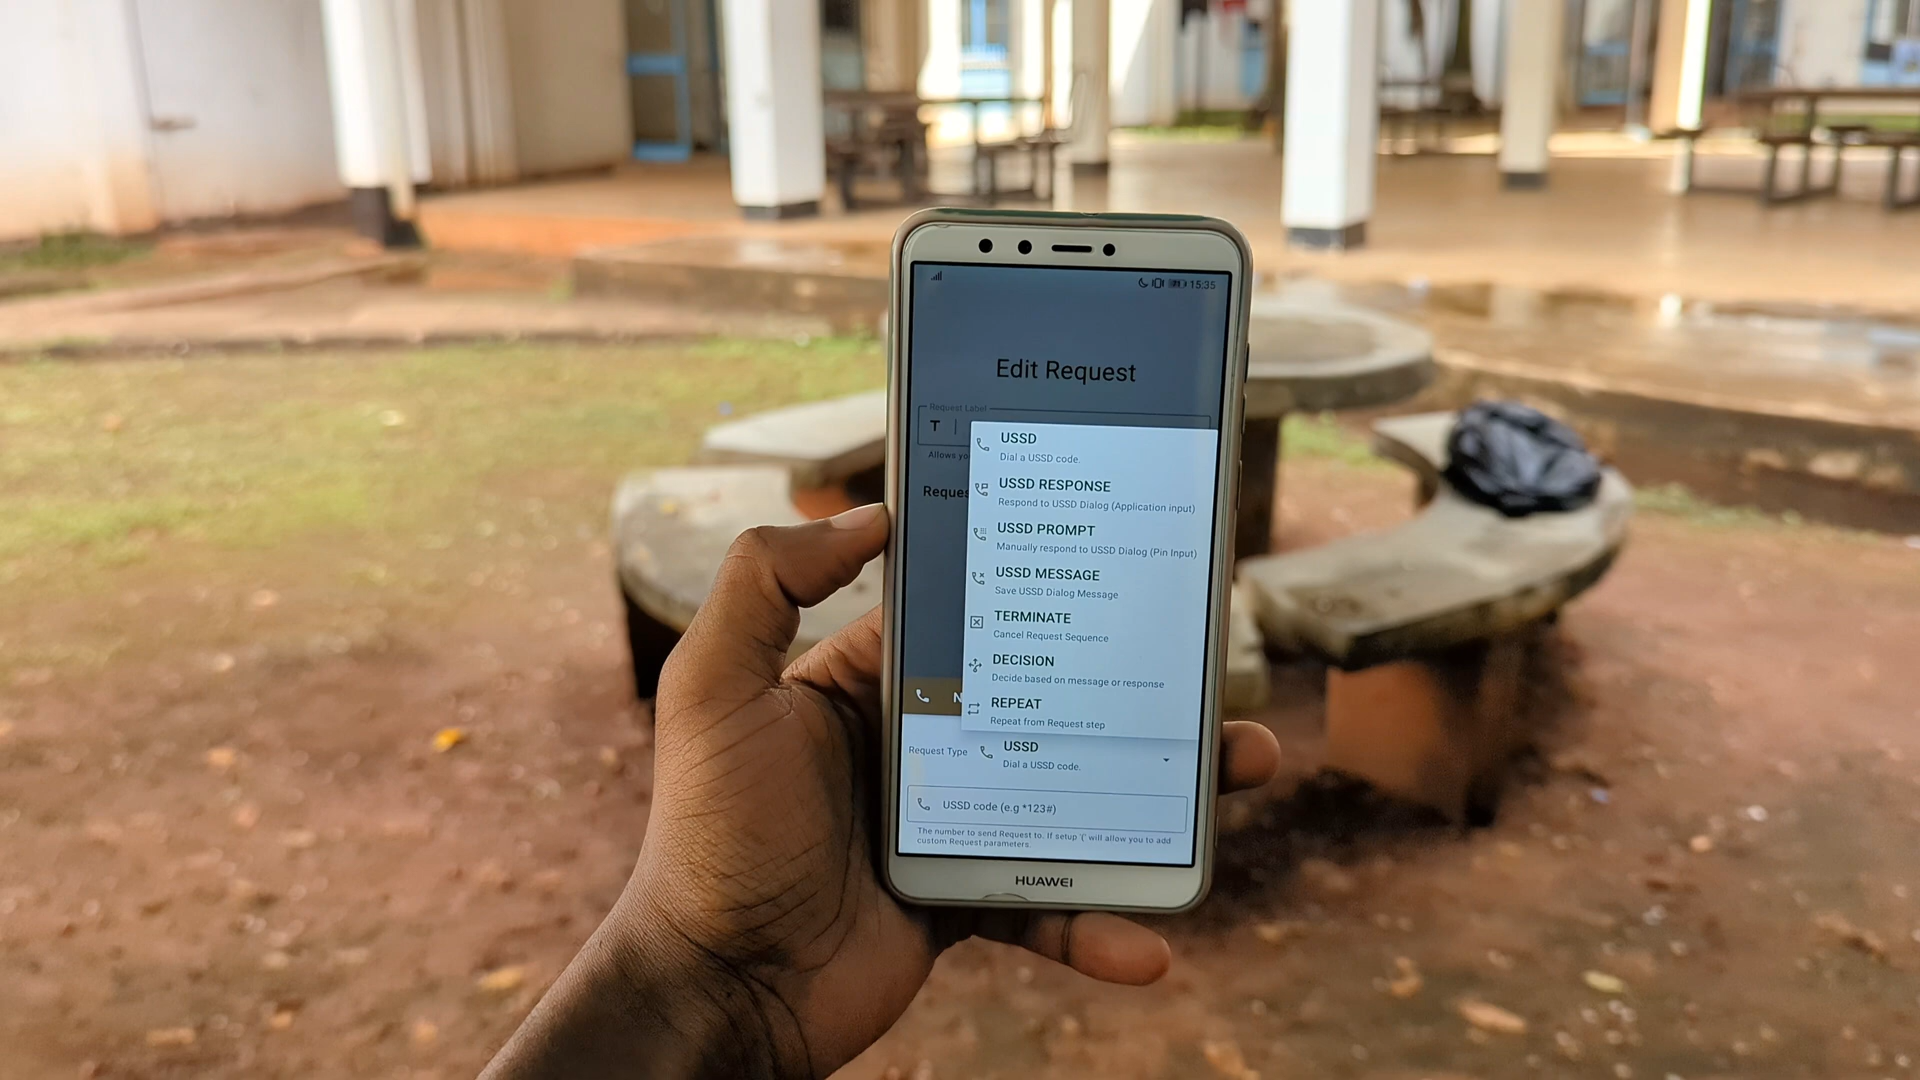 15:35
Edit Request
Request Label
T
Allows yo
Reques
USSD
Dial a USSD code.
USSD RESPONSE
Respond to USSD Dialog (Application input)
USSD PROMPT
Manually respond to USSD Dialog (Pin Input)
USSD MESSAGE
Save USSD Dialog Message
TERMINATE
Cancel Request Sequence
DECISION
Decide based on message or response
N
REPEAT
Repeat from Request step
Request Type
USSD
Dial a USSD code.
USSD code (e.g *123#)
The number to send Request to. If setup '(' will allow you to add
custom Request parameters.
HUAWEI